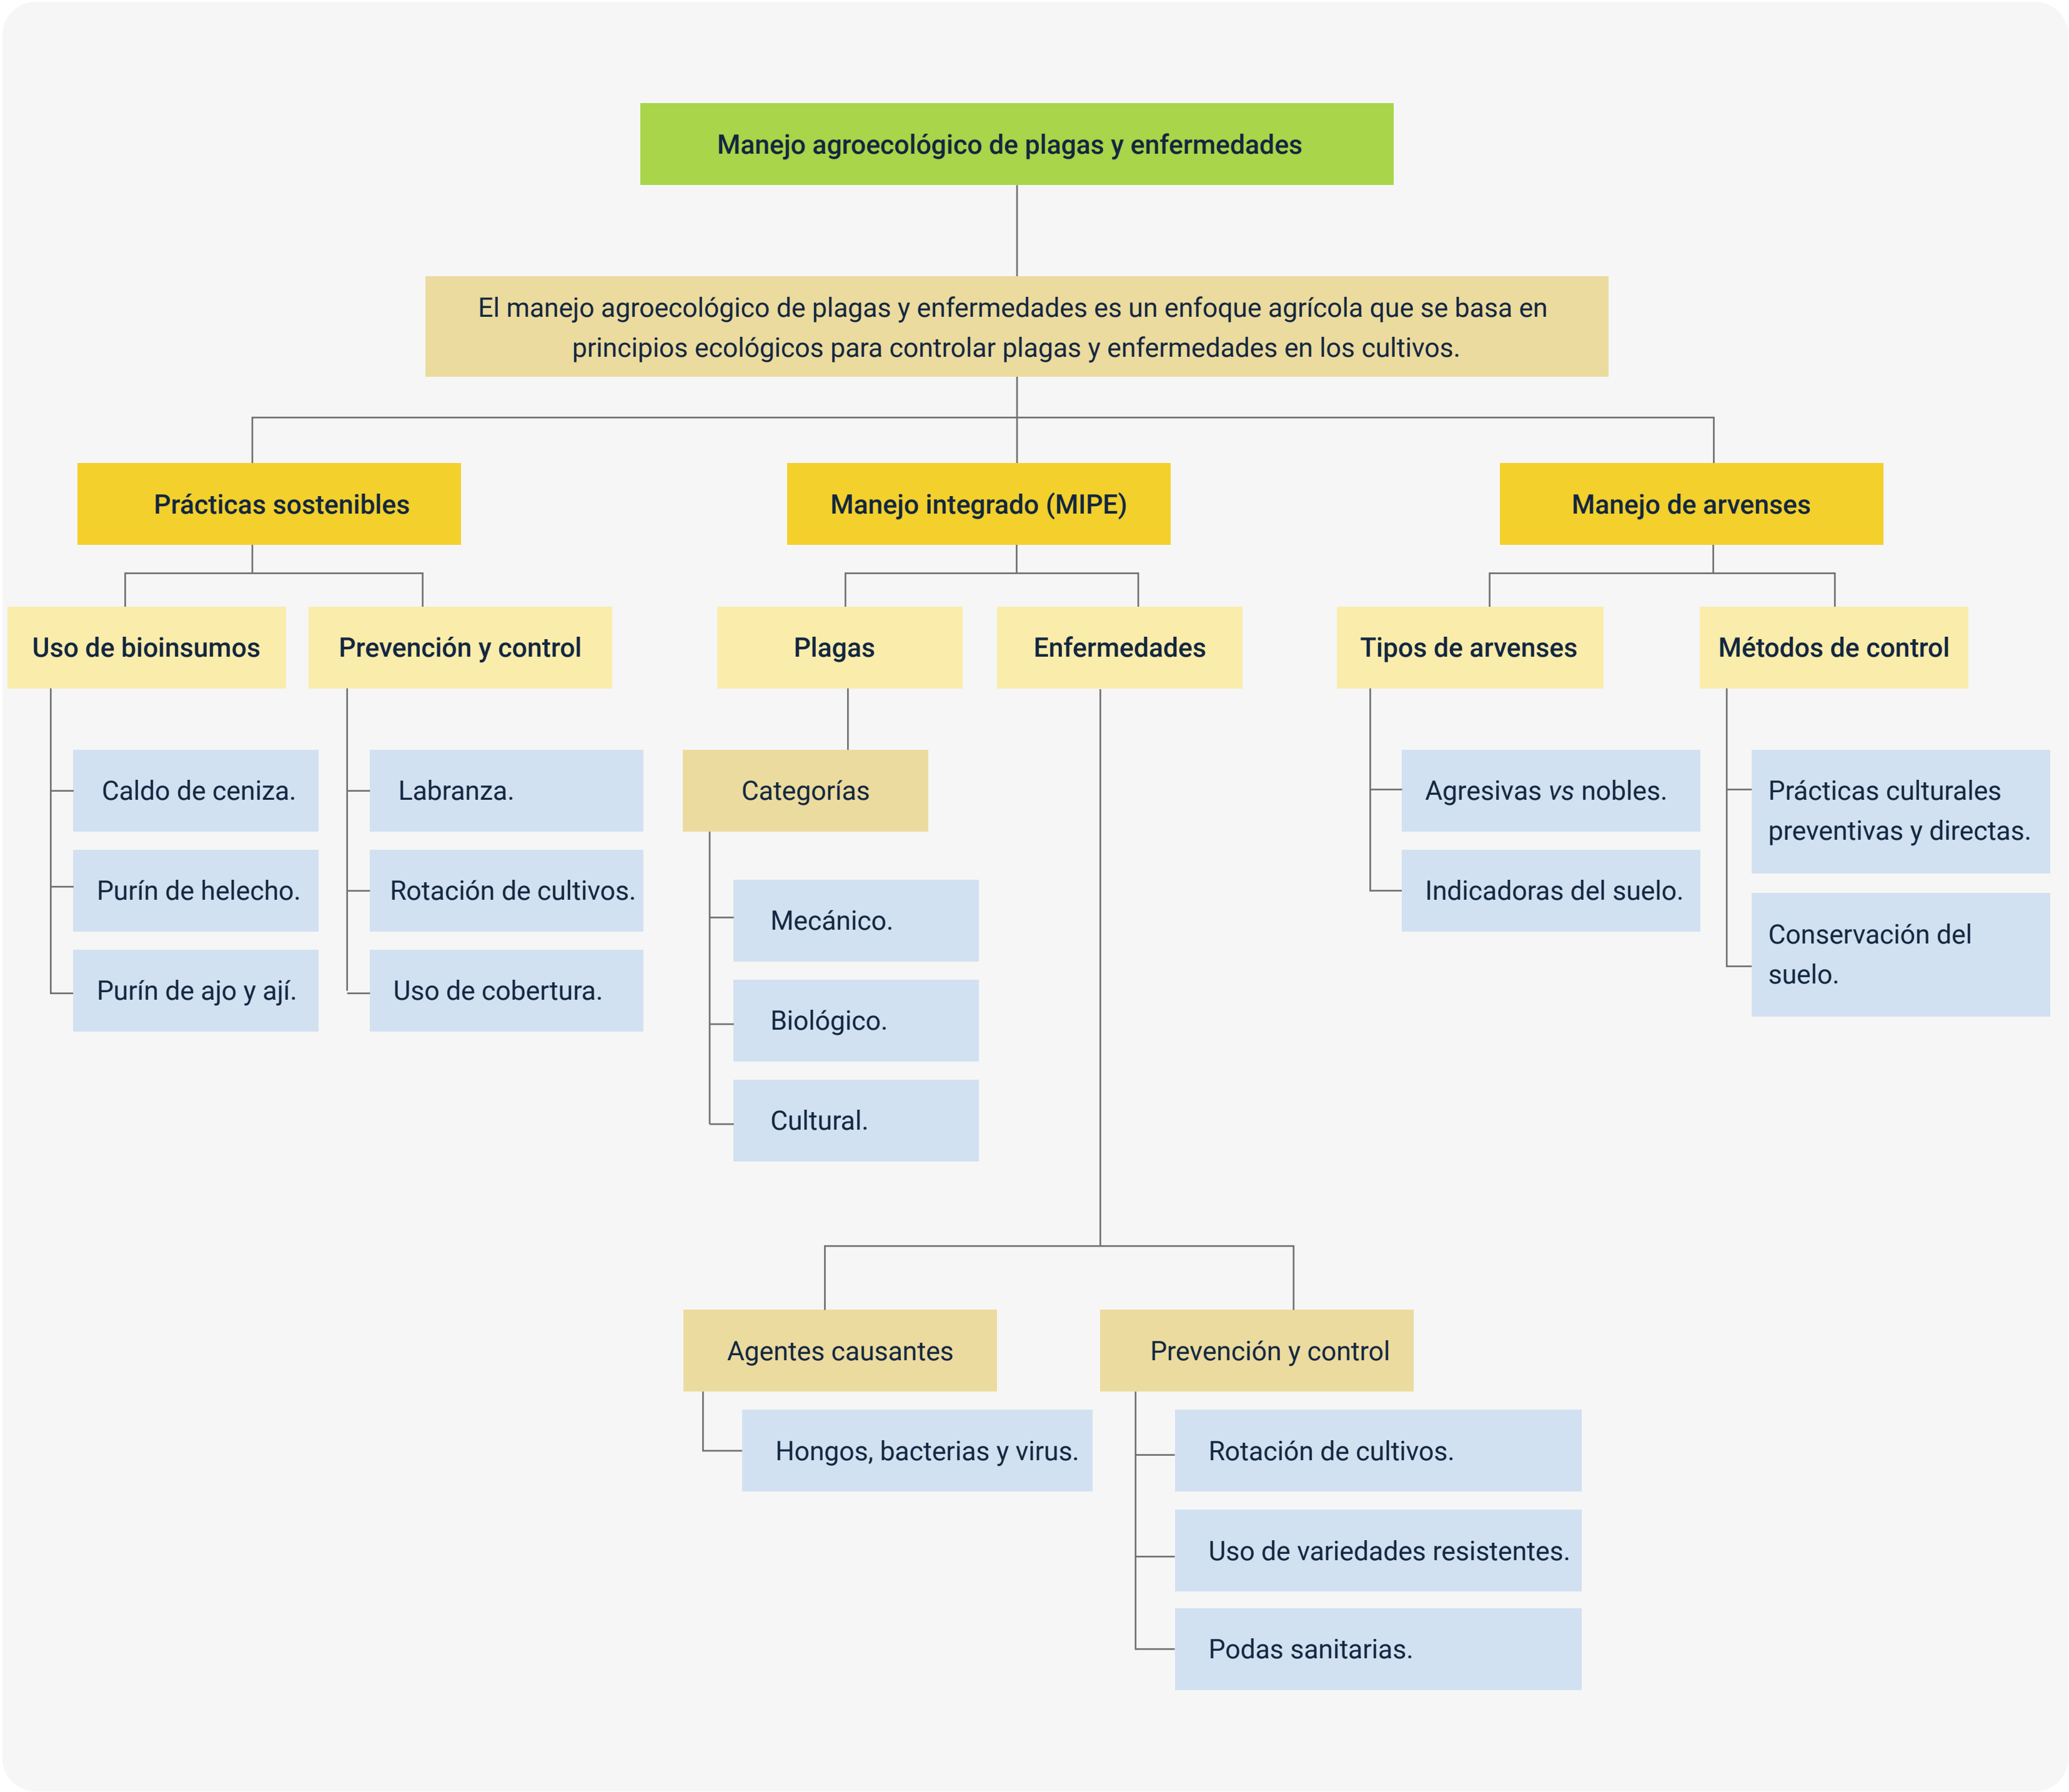 Manejo agroecológico de plagas y enfermedades
El manejo agroecológico de plagas y enfermedades es un enfoque agrícola que se basa en
principios ecológicos para controlar plagas y enfermedades en los cultivos.
Prácticas sostenibles
Uso de bioinsumos
Caldo de ceniza.
Purín de helecho.
Purín de ajo y ají.
Prevención y control
Labranza.
Rotación de cultivos.
Uso de cobertura.
Manejo integrado (MIPE)
Plagas
Categorías
Mecánico.
Biológico.
Cultural.
Enfermedades
Agentes causantes
Hongos, bacterias y virus.
Prevención y control
Rotación de cultivos.
Uso de variedades resistentes.
Podas sanitarias.
Manejo de arvenses
Tipos de arvenses
Agresivas vs nobles.
Indicadoras del suelo.
Métodos de control
Prácticas culturales
preventivas y directas.
Conservación del
suelo.